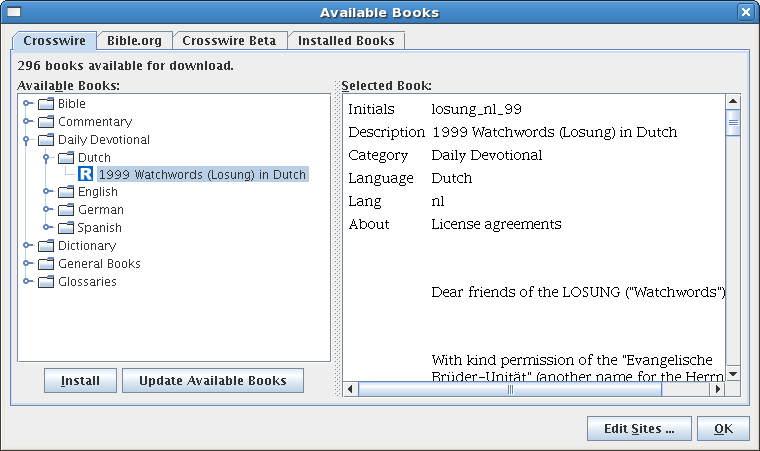 Available Books
Crosswire Bible.org Crosswire Beta Installed Books
296 books available for download.
Available Books:
Bible
Commentary
Daily Devotional
Dutch
R 1999 Watchwords (Losung) in Dutch
English
German
Spanish
Dictionary
General Books
Glossaries
Install Update Available Books
Selected Book:
Initials losung_nl_99
Description 1999 Watchwords (Losung) in Dutch
Category Daily Devotional
Language Dutch
Lang nl
About License agreements
Dear friends of the LOSUNG ("Watchwords")
With kind permission of the "Evangelische
Brüder-Unität" (another name for the Herrn
Edit Sites ... OK